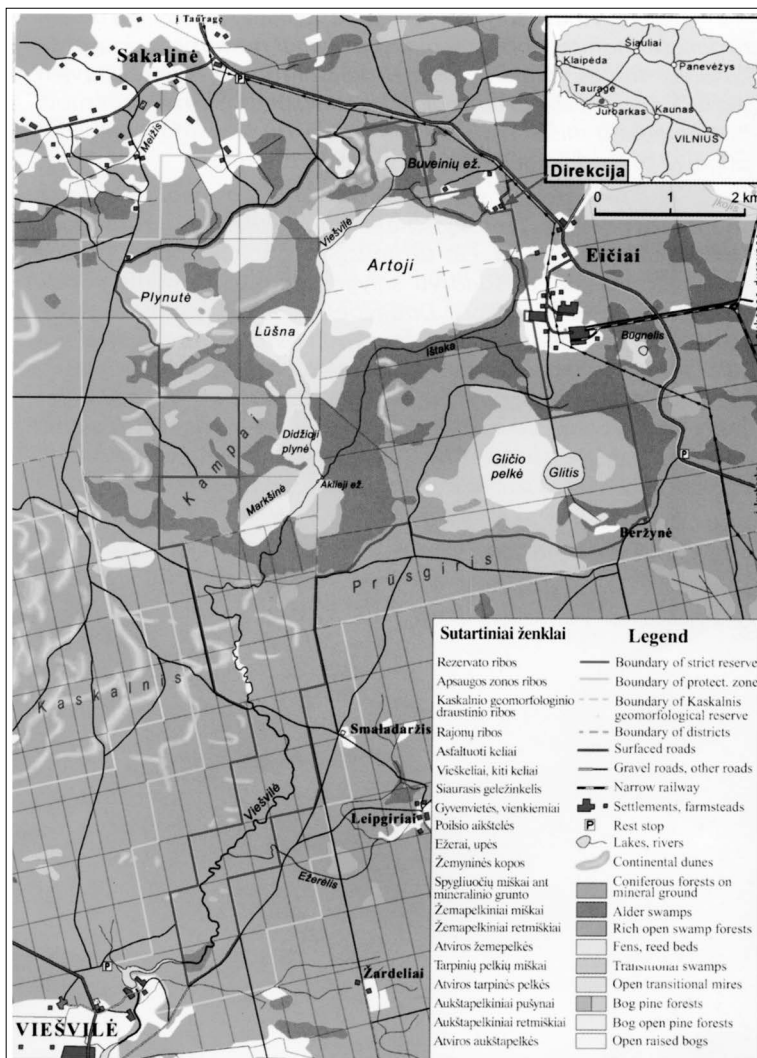 į Tauragę
Sakalinė
P
Meižis
Buveinių ež.
Viešvilė
Artoji
Plynutė
Lūšna
Ištaka
Eičiai
Būgnelis
Didžioji
plynė
Kampai
Aklieji ež.
Markšinė
Gličio
pelkė
Glitis
P
Beržynė
Prūsgiris
Kaskalnis
Smaladaržis
Viešvilė
Leipgiriai
Ežerėlis
P
Žardeliai
VIEŠVILĖ
Šiauliai
Klaipėda
Panevėžys
Tauragė
Jurbarkas
Kaunas
VILNIUS
Direkcija
0 1 2 km
Sutartiniai ženklai Legend
Rezervato ribos Boundary of strict reserve
Apsaugos zonos ribos Boundary of protect. zone
Kaskalnio geomorfologinio Boundary of Kaskalnis
draustinio ribos geomorfological reserve
Rajonų ribos Boundary of districts
Asfaltuoti keliai Surfaced roads
Vieškeliai, kiti keliai Gravel roads, other roads
Siaurasis geležinkelis Narrow railway
Gyvenvietės, vienkiemiai Settlements, farmsteads
Poilsio aikštelės P Rest stop
Ežerai, upės Lakes, rivers
Žemyninės kopos Continental dunes
Spygliuočių miškai ant Coniferous forests on
mineralinio grunto mineral ground
Žemapelkiniai miškai Alder swamps
Žemapelkiniai retmiškiai Rich open swamp forests
Atviros žemepelkės Fens, reed beds
Tarpinių pelkių miškai Transitional swamps
Atviros tarpinės pelkės Open transitional mires
Aukštapelkiniai pušynai Bog pine forests
Aukštapelkiniai retmiškiai Bog open pine forests
Atviros aukštapelkės Open raised bogs